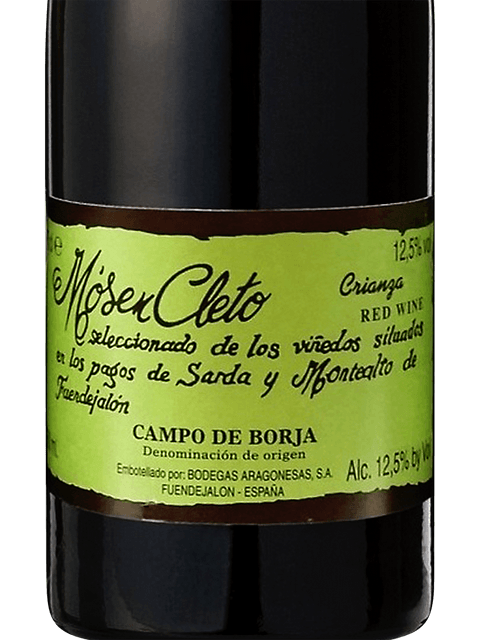 e
12,5% vol
Mósen Cleto
Crianza
RED WINE
seleccionado de los viñedos situados
en los pagos de Sarda y Montealto de
Fuendejalón
CAMPO DE BORJA
Denominación de origen
Embotellado por: BODEGAS ARAGONESAS, S.A.
FUENDEJALON - ESPAÑA
Alc. 12,5% by Vol